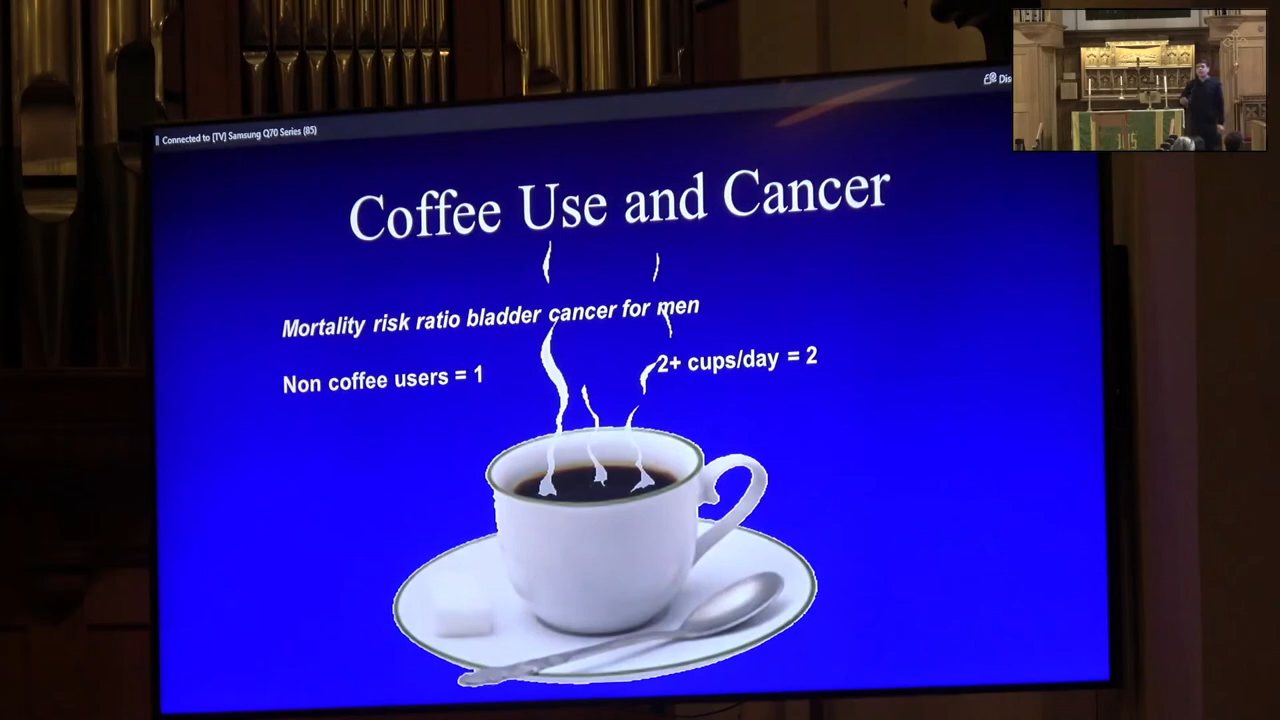 Connected to [TV] Samsung Q70 Series (85)
Coffee Use and Cancer
Mortality risk ratio bladder cancer for men
Non coffee users = 1
2+ cups/day = 2